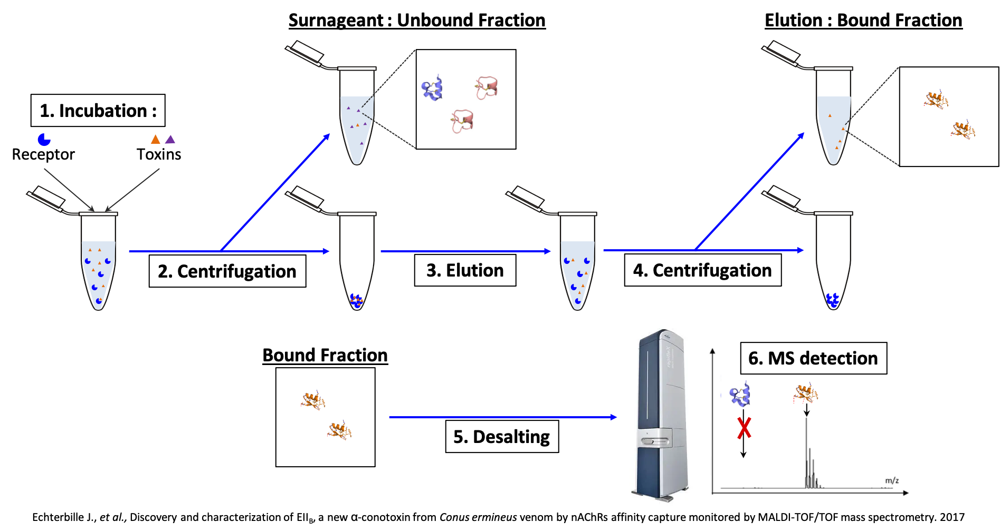 Surnageant : Unbound Fraction
Elution : Bound Fraction
1. Incubation :
Receptor
Toxins
2. Centrifugation
3. Elution
4. Centrifugation
Bound Fraction
5. Desalting
rapifleX
6. MS detection
m/z
Echterbille J., et al., Discovery and characterization of EIIB, a new α-conotoxin from Conus ermineus venom by nAChRs affinity capture monitored by MALDI-TOF/TOF mass spectrometry. 2017